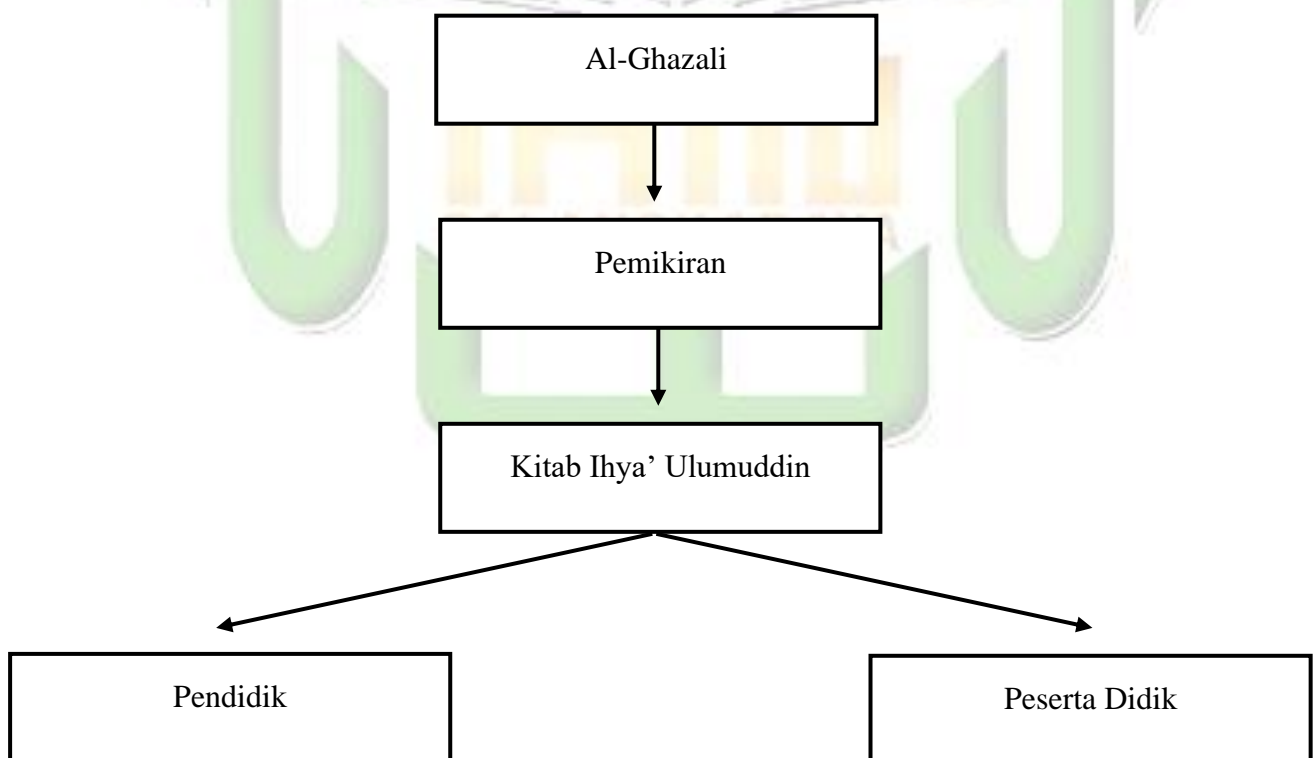 Al-Ghazali
Pemikiran
Kitab Ihya’ Ulumuddin
Pendidik
Peserta Didik